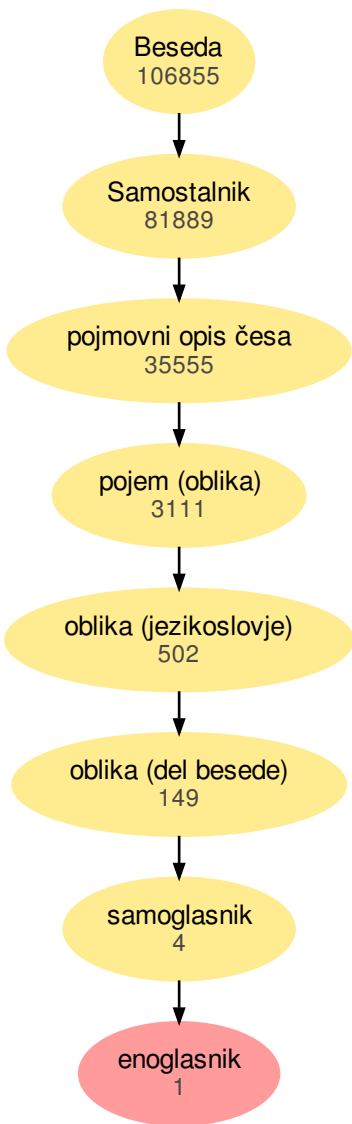 Beseda
106855
Samostalnik
81889
pojmovni opis česa
35555
pojem (oblika)
3111
oblika (jezikoslovje)
502
oblika (del besede)
149
samoglasnik
4
enoglasnik
1